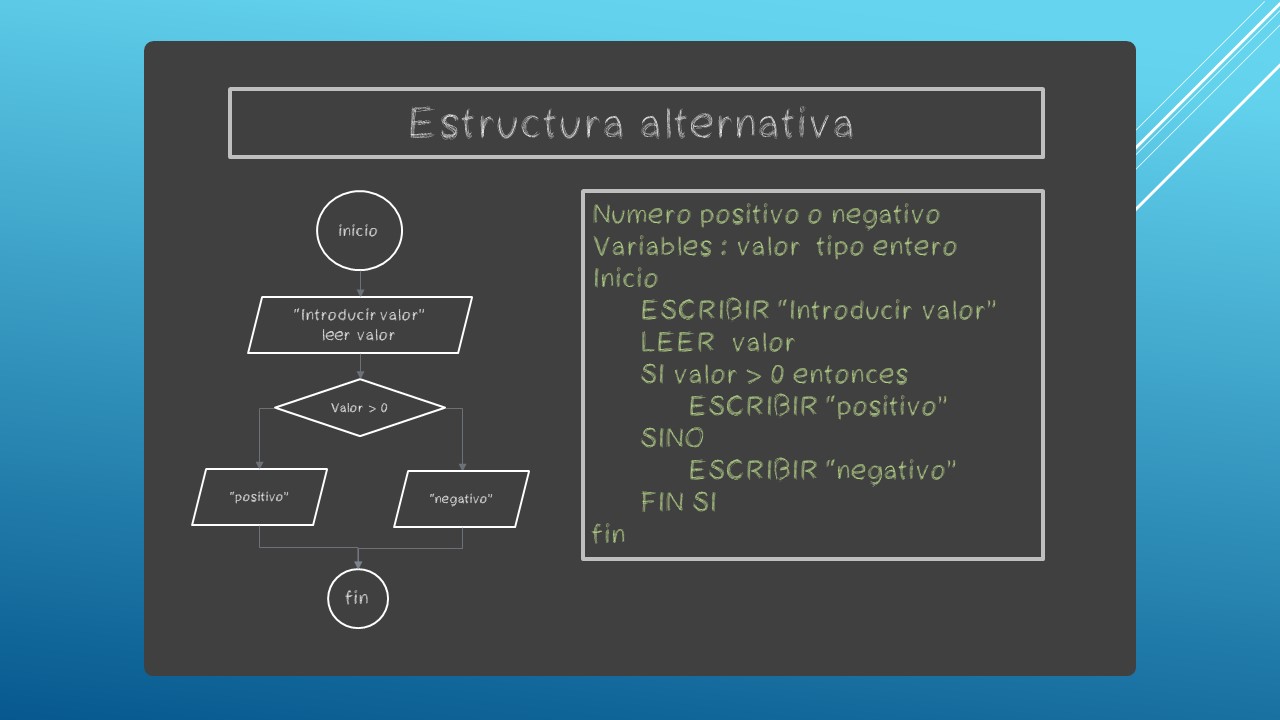 Estructura alternativa
inicio
"Introducir valor"
leer valor
Valor > 0
"positivo"
"negativo"
fin
Numero positivo o negativo
Variables : valor  tipo entero
Inicio
ESCRIBIR "Introducir valor"
LEER  valor
SI valor > 0 entonces
ESCRIBIR "positivo"
SINO
ESCRIBIR "negativo"
FIN SI
fin